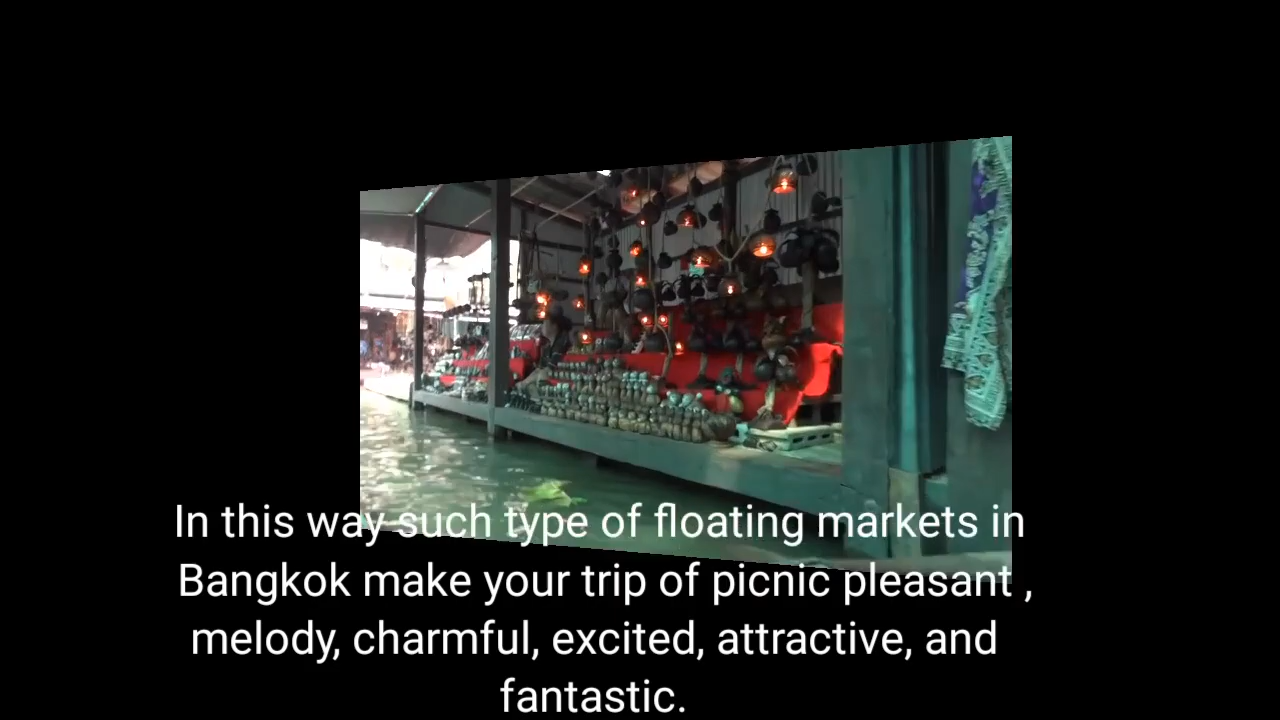 In this way such type of floating markets in
Bangkok make your trip of picnic pleasant ,
melody, charmful, excited, attractive, and
fantastic.